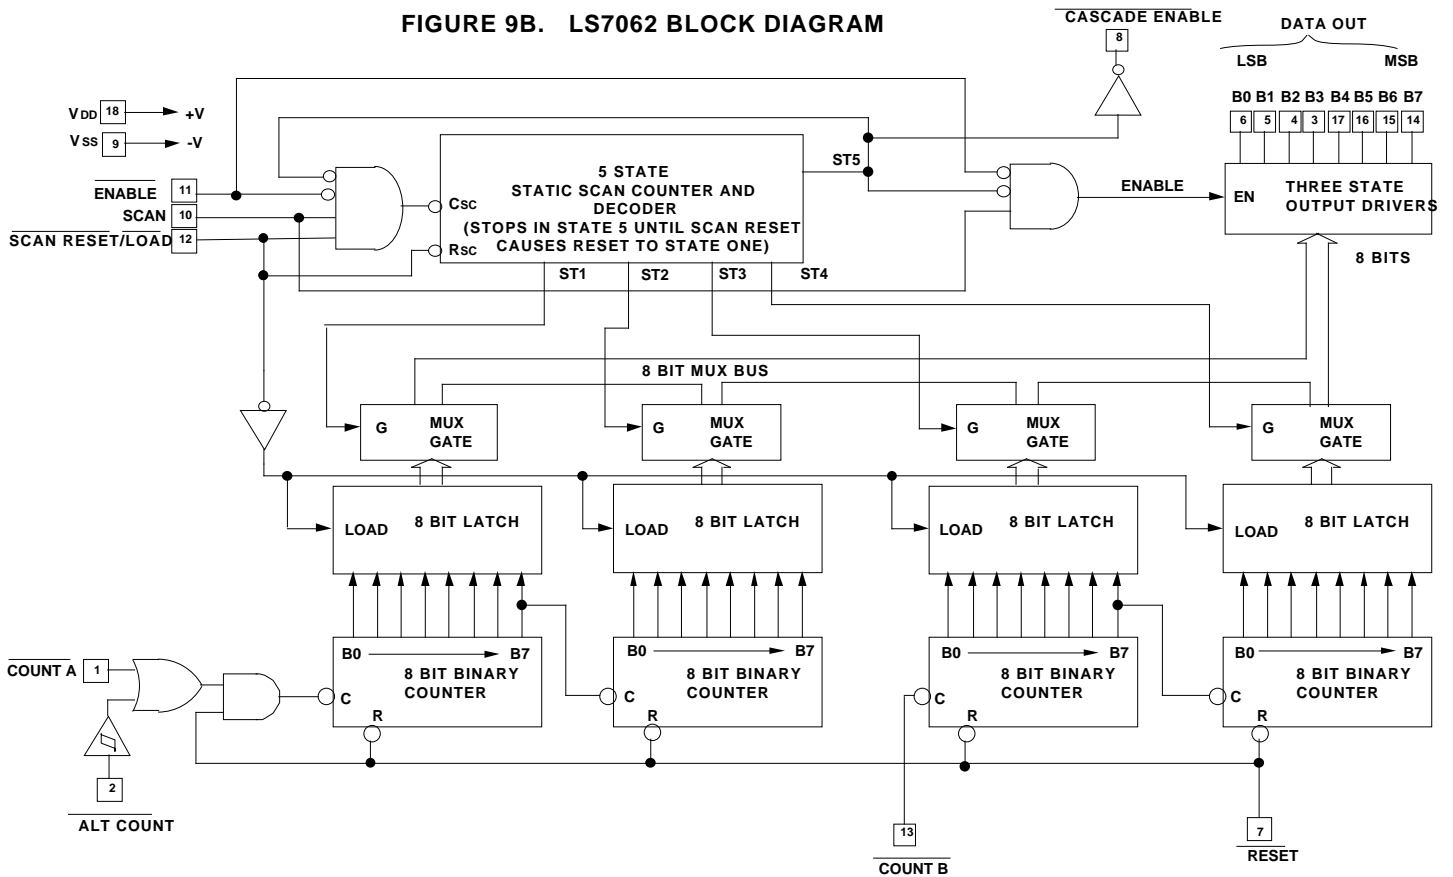 FIGURE 9B. LS7062 BLOCK DIAGRAM
CASCADE ENABLE
8
DATA OUT
LSB MSB
B0 B1 B2 B3 B4 B5 B6 B7
6 5 4 3 17 16 15 14
VDD 18 +V
VSS 9 -V
ENABLE 11
SCAN 10
SCAN RESET/LOAD 12
CSC
RSC
5 STATE
STATIC SCAN COUNTER AND
DECODER
(STOPS IN STATE 5 UNTIL SCAN RESET
CAUSES RESET TO STATE ONE)
ST5
ENABLE
EN
THREE STATE
OUTPUT DRIVERS
8 BITS
ST1 ST2 ST3 ST4
8 BIT MUX BUS
G MUX
GATE
G MUX
GATE
G MUX
GATE
G MUX
GATE
LOAD 8 BIT LATCH
LOAD 8 BIT LATCH
LOAD 8 BIT LATCH
LOAD 8 BIT LATCH
COUNT A 1
2
ALT COUNT
B0 B7
8 BIT BINARY
COUNTER
C
R
B0 B7
8 BIT BINARY
COUNTER
C
R
B0 B7
8 BIT BINARY
COUNTER
C
R
B0 B7
8 BIT BINARY
COUNTER
C
R
13
COUNT B
7
RESET